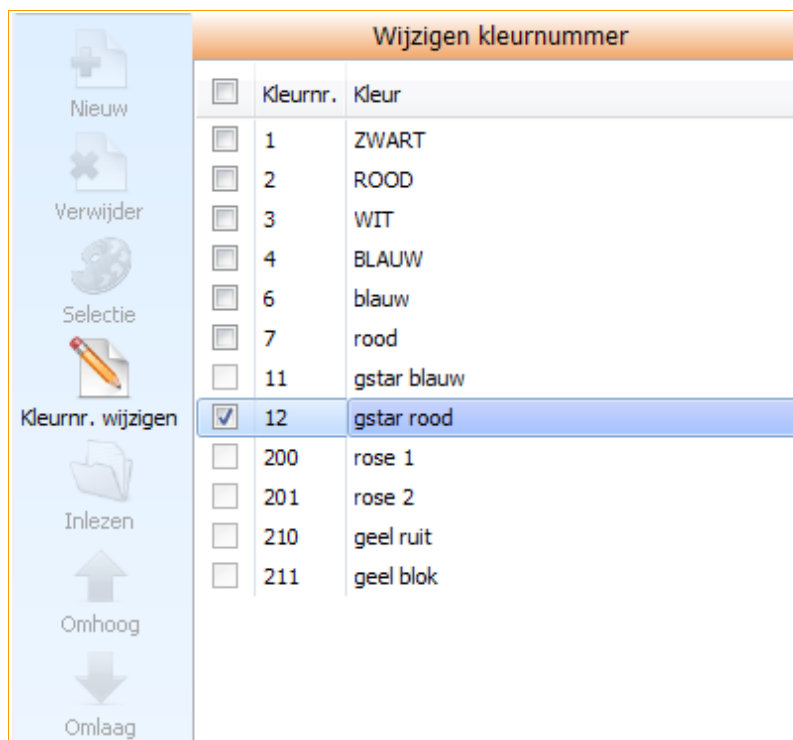 Wijzigen kleurnummer
Nieuw
Verwijder
Selectie
Kleurnr. wijzigen
Inlezen
Omhoog
Omlaag
Kleurnr. Kleur
1 ZWART
2 ROOD
3 WIT
4 BLAUW
6 blauw
7 rood
11 gstar blauw
12 gstar rood
200 rose 1
201 rose 2
210 geel ruit
211 geel blok